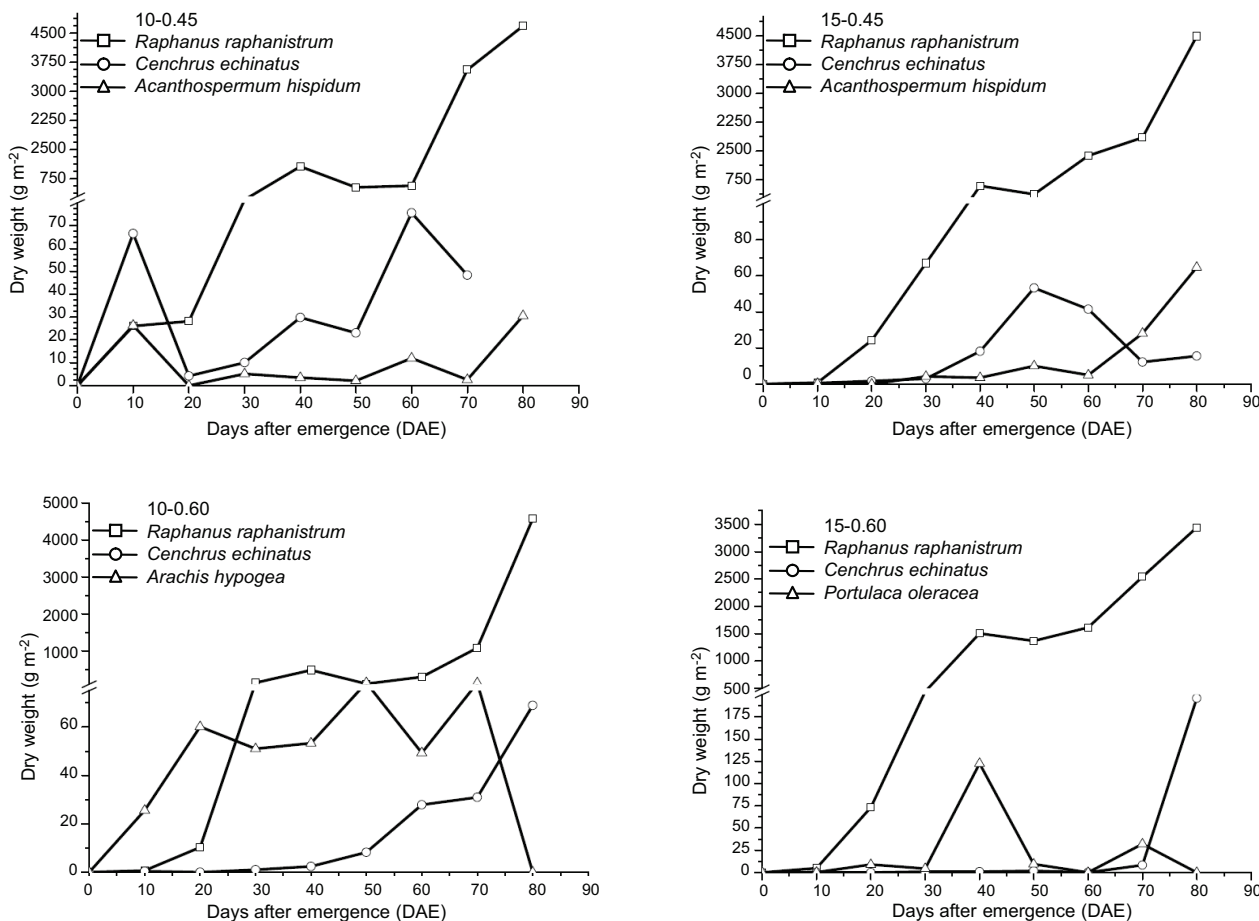 10-0.45
Raphanus raphanistrum
Cenchrus echinatus
Acanthospermum hispidum
4500
3750
3000
2250
2500
750
70
60
50
40
30
20
10
0
Dry weight (g m-2)
0 10 20 30 40 50 60 70 80 90
Days after emergence (DAE)
15-0.45
Raphanus raphanistrum
Cenchrus echinatus
Acanthospermum hispidum
4500
3750
3000
2250
2500
750
80
60
40
20
0
Dry weight (g m-2)
0 10 20 30 40 50 60 70 80 90
Days after emergence (DAE)
10-0.60
Raphanus raphanistrum
Cenchrus echinatus
Arachis hypogea
5000
4000
3000
2000
1000
60
40
20
0
Dry weight (g m-2)
0 10 20 30 40 50 60 70 80 90
Days after emergence (DAE)
15-0.60
Raphanus raphanistrum
Cenchrus echinatus
Portulaca oleracea
3500
3000
2500
2000
1500
1000
500
175
150
125
100
75
50
25
0
Dry weight (g m-2)
0 10 20 30 40 50 60 70 80 90
Days after emergence (DAE)